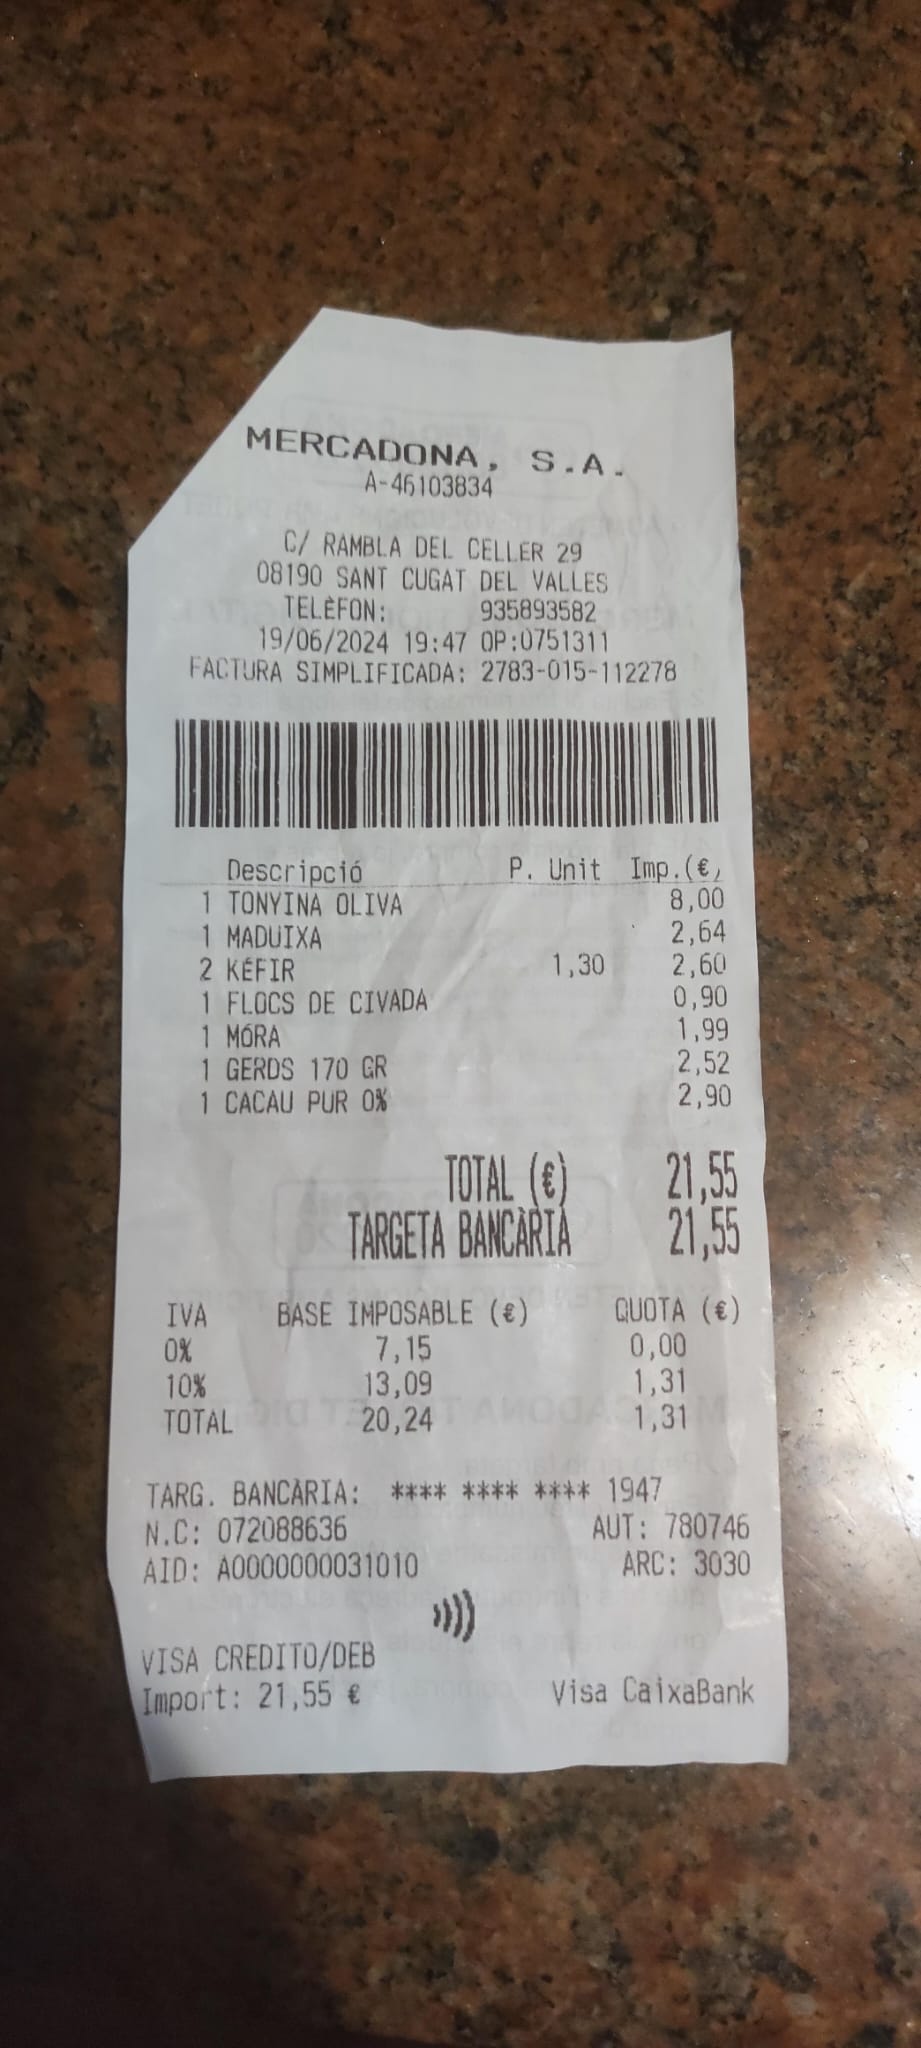 MERCADONA, S.A.
A-46103834
C/ RAMBLA DEL CELLER 29
08190 SANT CUGAT DEL VALLES
TELÈFON: 935893582
19/06/2024 19:47 OP:0751311
FACTURA SIMPLIFICADA: 2783-015-112278
Descripció P. Unit Imp.(€,
1 TONYINA OLIVA 8,00
1 MADUIXA 2,64
2 KÉFIR 1,30 2,60
1 FLOCS DE CIVADA 0,90
1 MÓRA 1,99
1 GERDS 170 GR 2,52
1 CACAU PUR 0% 2,90
TOTAL (€) 21,55
TARGETA BANCÀRIA 21,55
IVA BASE IMPOSABLE (€) QUOTA (€)
0% 7,15 0,00
10% 13,09 1,31
TOTAL 20,24 1,31
TARG. BANCÀRIA: **** **** **** 1947
N.C: 072088636 AUT: 780746
AID: A0000000031010 ARC: 3030
VISA CREDITO/DEB
Import: 21,55 € Visa CaixaBank